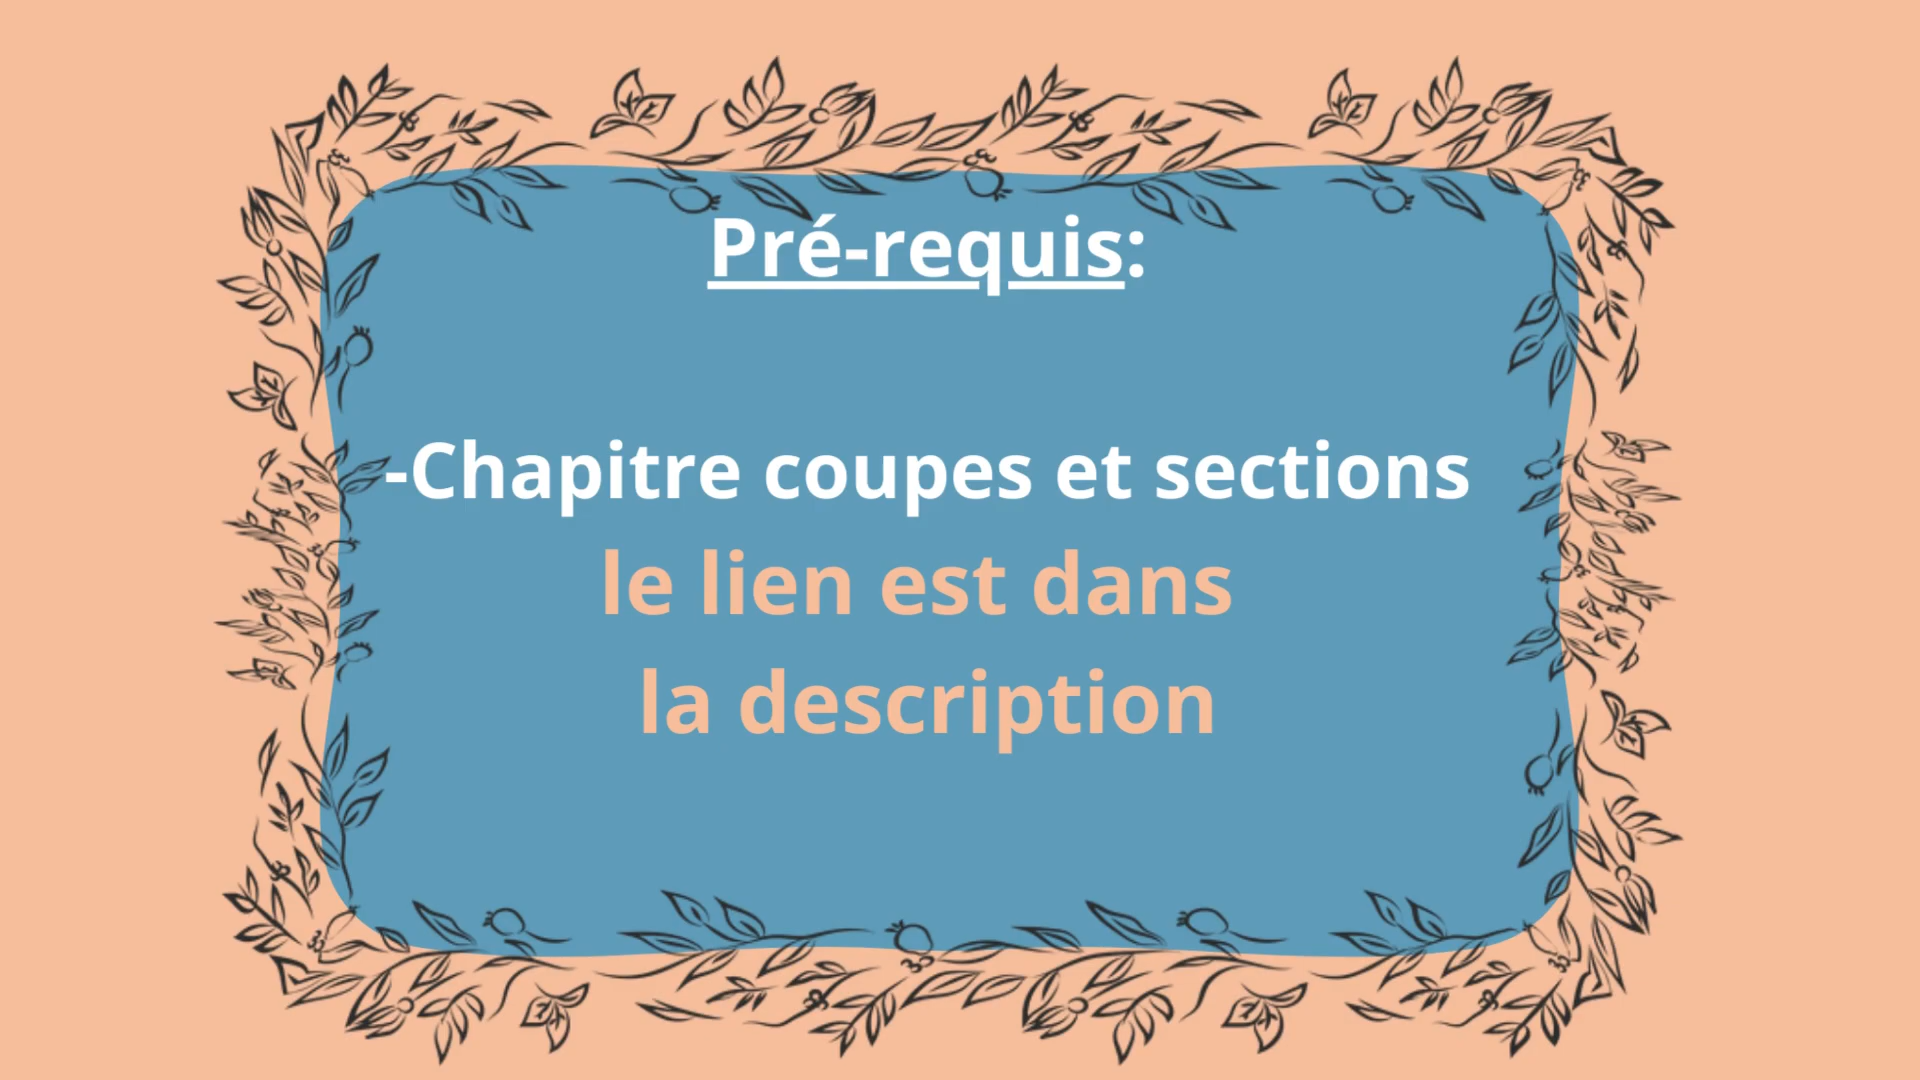 Pré-requis:
-Chapitre coupes et sections
le lien est dans
la description